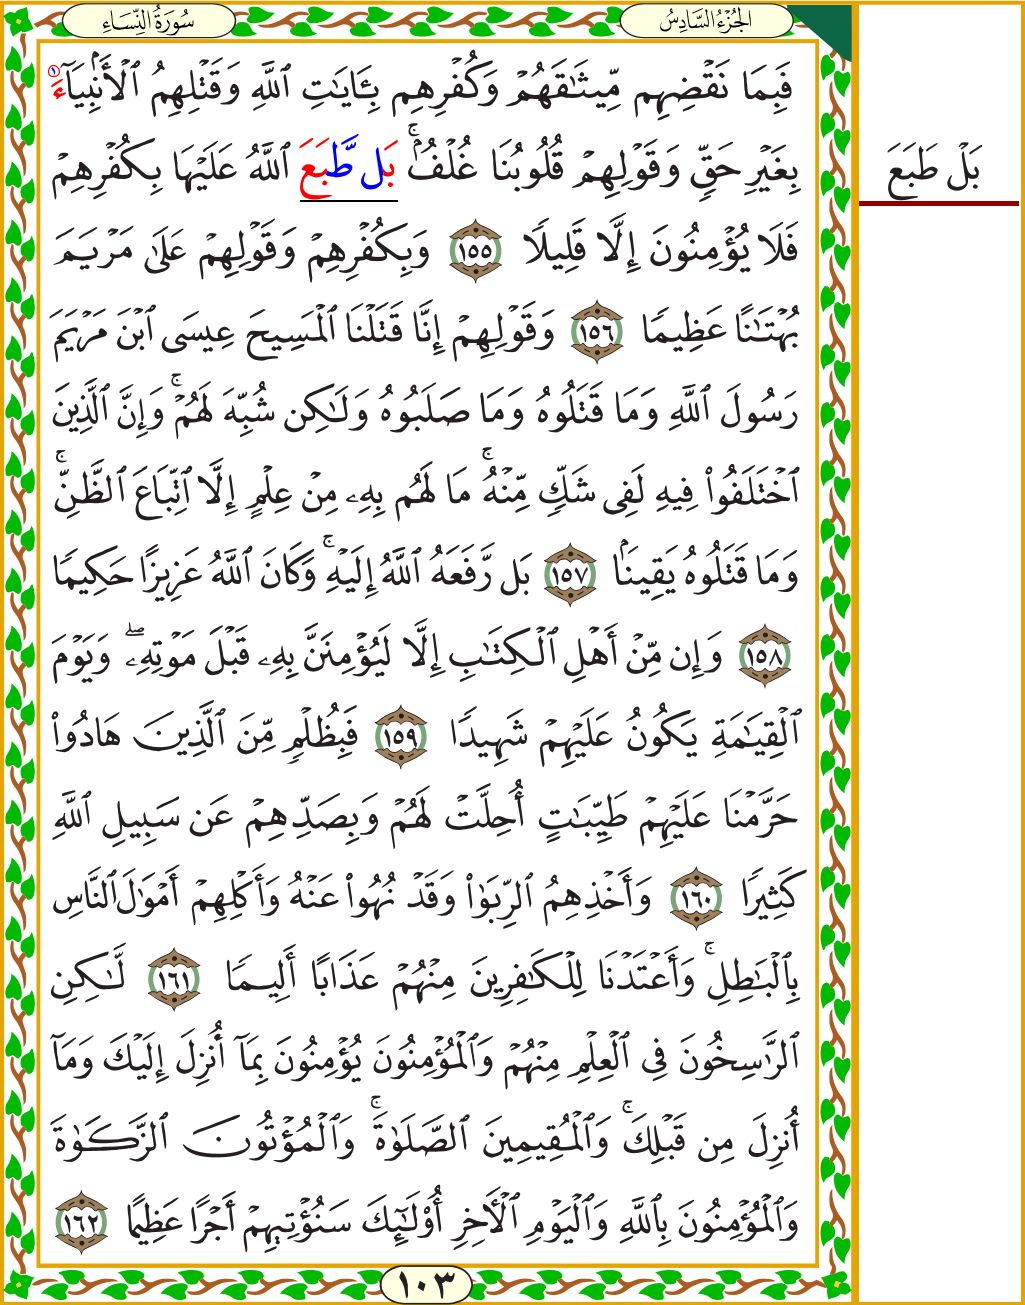 الجُزْءُ السَّادِسُ
سُورَةُ النِّسَاءِ
فَبِمَا نَقْضِهِم مِّيثَٰقَهُمْ وَكُفْرِهِم بِـَٔايَٰتِ ٱللَّهِ وَقَتْلِهِمُ ٱلْأَنۢبِيَآءَ ١
بِغَيْرِ حَقٍّ وَقَوْلِهِمْ قُلُوبُنَا غُلْفٌۢ ۚ بَل طَّبَعَ ٱللَّهُ عَلَيْهَا بِكُفْرِهِمْ
بَلْ طَبَعَ
فَلَا يُؤْمِنُونَ إِلَّا قَلِيلًا ١٥٥ وَبِكُفْرِهِمْ وَقَوْلِهِمْ عَلَىٰ مَرْيَمَ
بُهْتَٰنًا عَظِيمًا ١٥٦ وَقَوْلِهِمْ إِنَّا قَتَلْنَا ٱلْمَسِيحَ عِيسَى ٱبْنَ مَرْيَمَ
رَسُولَ ٱللَّهِ وَمَا قَتَلُوهُ وَمَا صَلَبُوهُ وَلَٰكِن شُبِّهَ لَهُمْ ۚ وَإِنَّ ٱلَّذِينَ
ٱخْتَلَفُوا۟ فِيهِ لَفِى شَكٍّ مِّنْهُ ۚ مَا لَهُم بِهِۦ مِنْ عِلْمٍ إِلَّا ٱتِّبَاعَ ٱلظَّنِّ ۚ
وَمَا قَتَلُوهُ يَقِينًۢا ١٥٧ بَل رَّفَعَهُ ٱللَّهُ إِلَيْهِ ۚ وَكَانَ ٱللَّهُ عَزِيزًا حَكِيمًا
١٥٨ وَإِن مِّنْ أَهْلِ ٱلْكِتَٰبِ إِلَّا لَيُؤْمِنَنَّ بِهِۦ قَبْلَ مَوْتِهِۦ ۖ وَيَوْمَ
ٱلْقِيَٰمَةِ يَكُونُ عَلَيْهِمْ شَهِيدًا ١٥٩ فَبِظُلْمٍ مِّنَ ٱلَّذِينَ هَادُوا۟
حَرَّمْنَا عَلَيْهِمْ طَيِّبَٰتٍ أُحِلَّتْ لَهُمْ وَبِصَدِّهِمْ عَن سَبِيلِ ٱللَّهِ
كَثِيرًا ١٦٠ وَأَخْذِهِمُ ٱلرِّبَوٰا۟ وَقَدْ نُهُوا۟ عَنْهُ وَأَكْلِهِمْ أَمْوَٰلَ ٱلنَّاسِ
بِٱلْبَٰطِلِ ۚ وَأَعْتَدْنَا لِلْكَٰفِرِينَ مِنْهُمْ عَذَابًا أَلِيمًا ١٦١ لَّٰكِنِ
ٱلرَّٰسِخُونَ فِى ٱلْعِلْمِ مِنْهُمْ وَٱلْمُؤْمِنُونَ يُؤْمِنُونَ بِمَآ أُنزِلَ إِلَيْكَ وَمَآ
أُنزِلَ مِن قَبْلِكَ ۚ وَٱلْمُقِيمِينَ ٱلصَّلَوٰةَ ۚ وَٱلْمُؤْتُونَ ٱلزَّكَوٰةَ
وَٱلْمُؤْمِنُونَ بِٱللَّهِ وَٱلْيَوْمِ ٱلْـَٔاخِرِ أُو۟لَٰٓئِكَ سَنُؤْتِيهِمْ أَجْرًا عَظِيمًا ١٦٢
١٠٣